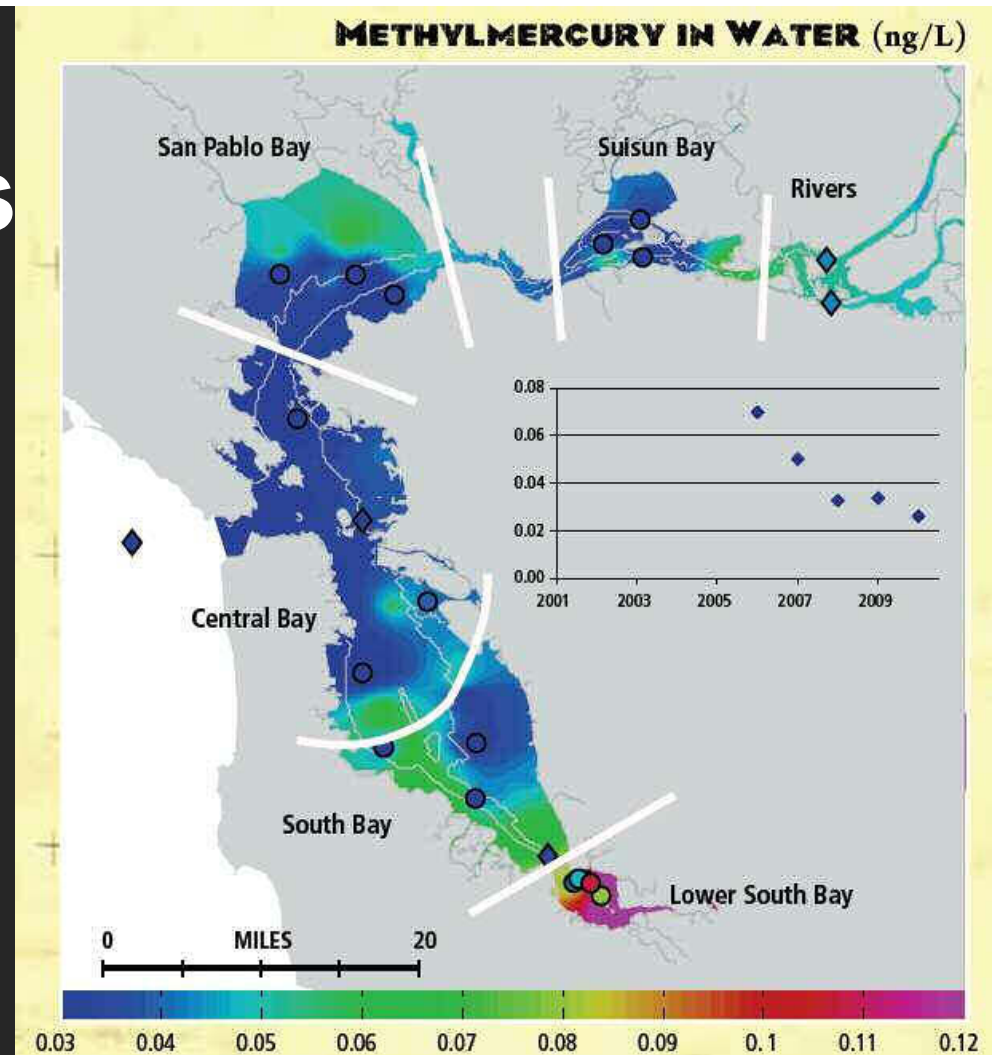 METHYLMERCURY IN WATER (ng/L)
S
San Pablo Bay
Suisun Bay
Rivers
0.08
0.06
0.04
0.02
0.00
2001 2003 2005 2007 2009
Central Bay
South Bay
Lower South Bay
0 MILES 20
0.03 0.04 0.05 0.06 0.07 0.08 0.09 0.1 0.11 0.12